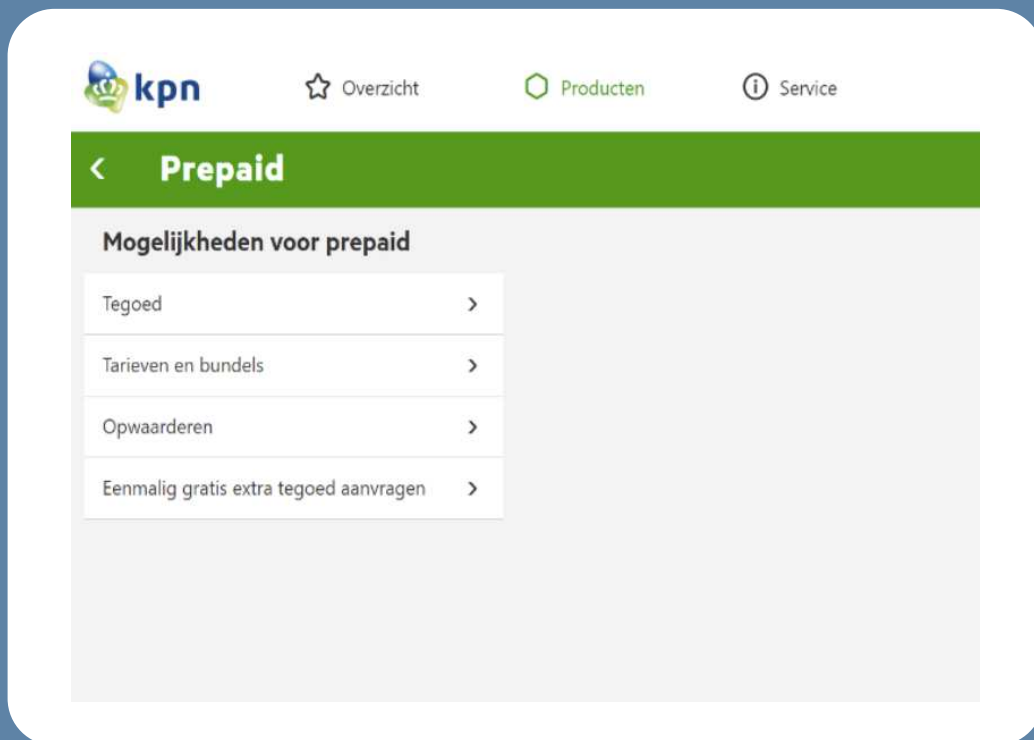 kpn
Overzicht
Producten
Service
Prepaid
Mogelijkheden voor prepaid
Tegoed
Tarieven en bundels
Opwaarderen
Eenmalig gratis extra tegoed aanvragen